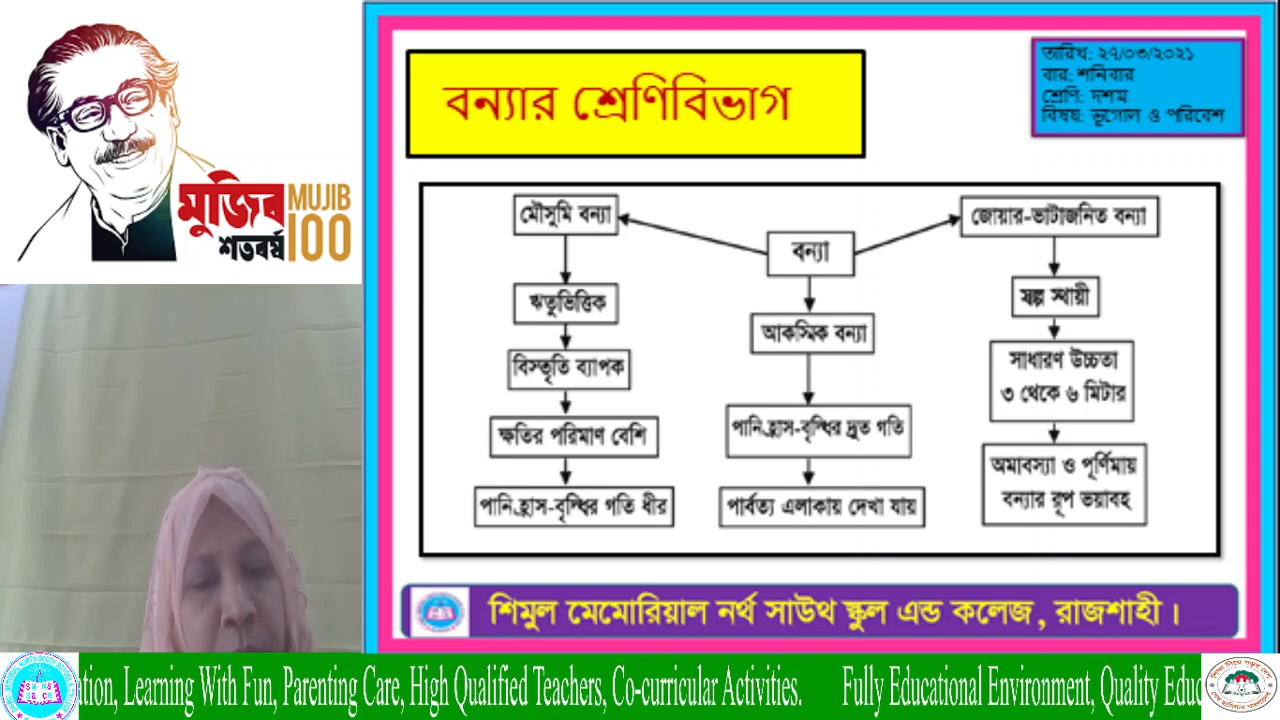 মুজিব
শতবর্ষ
MUJIB
100
বন্যার শ্রেণিবিভাগ
তারিখ: ২৭/০৩/২০২১
বার: শনিবার
শ্রেণি: দশম
বিষয়: ভূগোল ও পরিবেশ
বন্যা
মৌসুমি বন্যা
ঋতুভিত্তিক
বিস্তৃতি ব্যাপক
ক্ষতির পরিমাণ বেশি
পানি হ্রাস-বৃদ্ধির গতি ধীর
আকস্মিক বন্যা
পানি হ্রাস-বৃদ্ধির দ্রুত গতি
পার্বত্য এলাকায় দেখা যায়
জোয়ার-ভাটাজনিত বন্যা
স্বল্প স্থায়ী
সাধারণ উচ্চতা
৩ থেকে ৬ মিটার
অমাবস্যা ও পূর্ণিমায়
বন্যার রূপ ভয়াবহ
শিমুল মেমোরিয়াল নর্থ সাউথ স্কুল এন্ড কলেজ, রাজশাহী।
ation, Learning With Fun, Parenting Care, High Qualified Teachers, Co-curricular Activities. Fully Educational Environment, Quality Educ